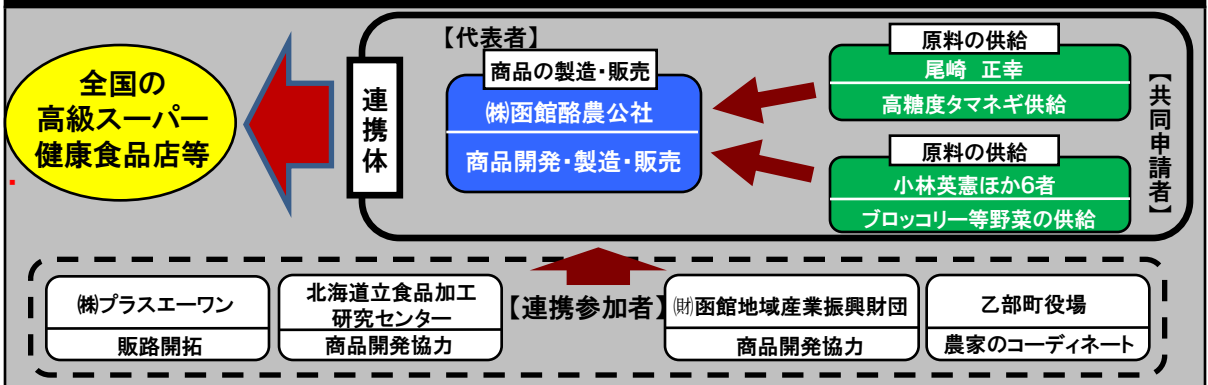 全国の
高級スーパー
健康食品店等
連携体
【代表者】
商品の製造・販売
㈱函館酪農公社
商品開発・製造・販売
原料の供給
尾崎 正幸
高糖度タマネギ供給
原料の供給
小林英憲ほか6者
ブロッコリー等野菜の供給
【共同申請者】
㈱プラスエーワン
販路開拓
北海道立食品加工
研究センター
商品開発協力
【連携参加者】
㈶函館地域産業振興財団
商品開発協力
乙部町役場
農家のコーディネート